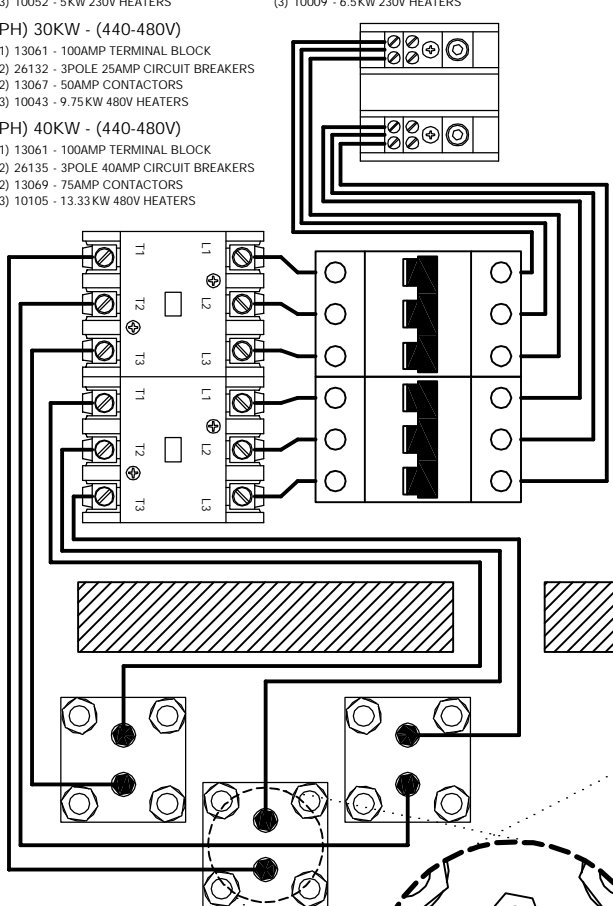 3) 10052 - 5KW 230V HEATERS
(3) 10009 - 6.5KW 230V HEATERS
PH) 30KW - (440-480V)
1) 13061 - 100AMP TERMINAL BLOCK
2) 26132 - 3POLE 25AMP CIRCUIT BREAKERS
2) 13067 - 50AMP CONTACTORS
3) 10043 - 9.75KW 480V HEATERS
PH) 40KW - (440-480V)
1) 13061 - 100AMP TERMINAL BLOCK
2) 26135 - 3POLE 40AMP CIRCUIT BREAKERS
2) 13069 - 75AMP CONTACTORS
3) 10105 - 13.33KW 480V HEATERS
T1 L1
T2 L2
T3 L3
T1 L1
T2 L2
T3 L3